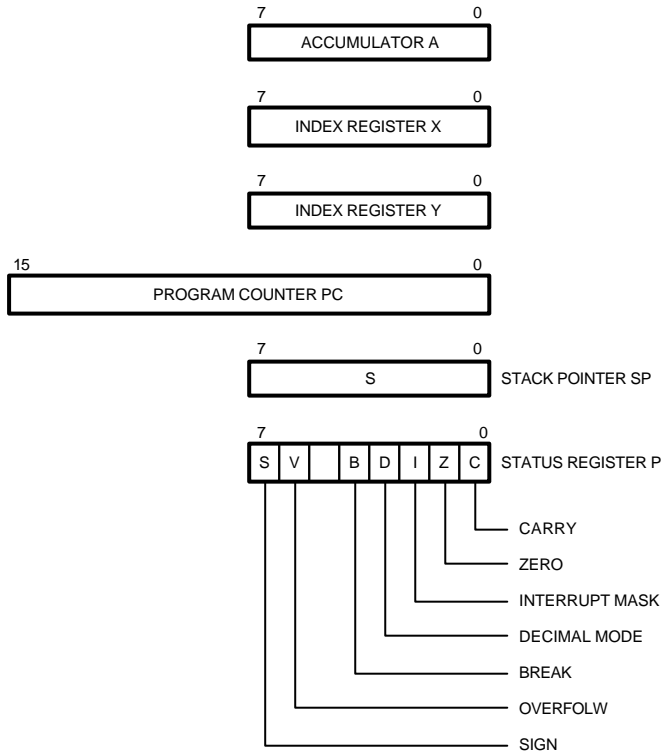 7 0
ACCUMULATOR A
7 0
INDEX REGISTER X
7 0
INDEX REGISTER Y
15 0
PROGRAM COUNTER PC
7 0
S STACK POINTER SP
7 0
S V B D I Z C STATUS REGISTER P
CARRY
ZERO
INTERRUPT MASK
DECIMAL MODE
BREAK
OVERFOLW
SIGN